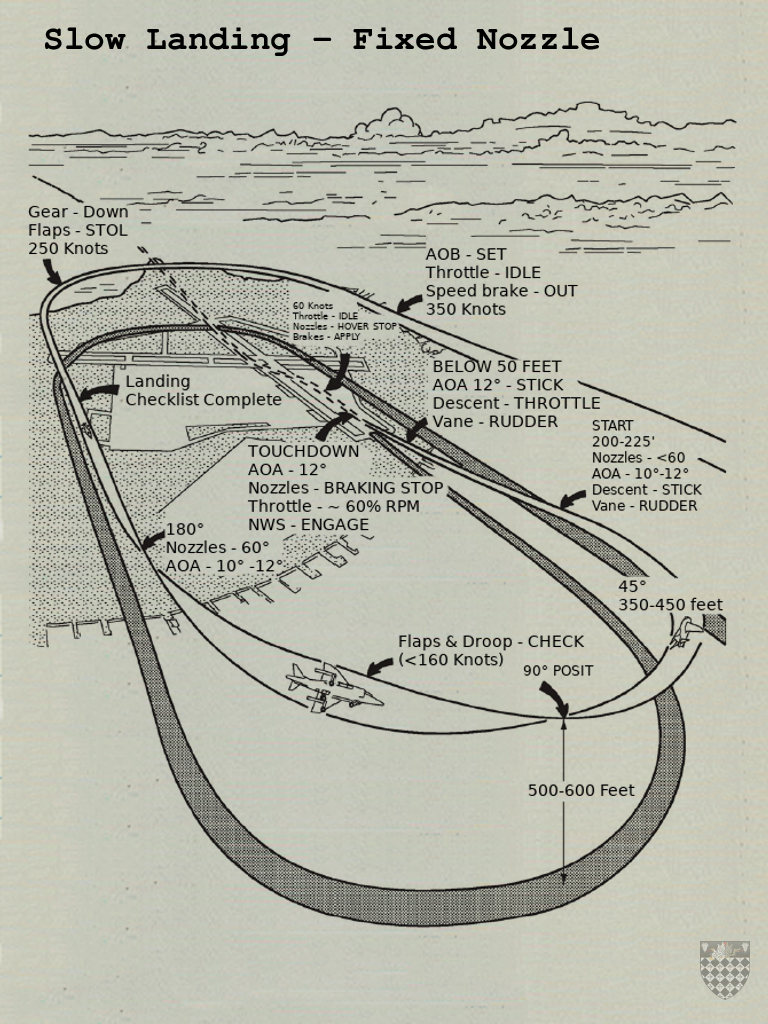 Slow Landing – Fixed Nozzle
Gear - Down
Flaps - STOL
250 Knots
AOB - SET
Throttle - IDLE
Speed brake - OUT
350 Knots
60 Knots
Throttle - IDLE
Nozzles - HOVER STOP
Brakes - APPLY
BELOW 50 FEET
AOA 12° - STICK
Descent - THROTTLE
Vane - RUDDER
Landing
Checklist Complete
START
200-225'
Nozzles - <60
AOA - 10°-12°
Descent - STICK
Vane - RUDDER
TOUCHDOWN
AOA - 12°
Nozzles - BRAKING STOP
Throttle - ~ 60% RPM
NWS - ENGAGE
180°
Nozzles - 60°
AOA - 10° -12°
45°
350-450 feet
Flaps & Droop - CHECK
(<160 Knots)
90° POSIT
500-600 Feet